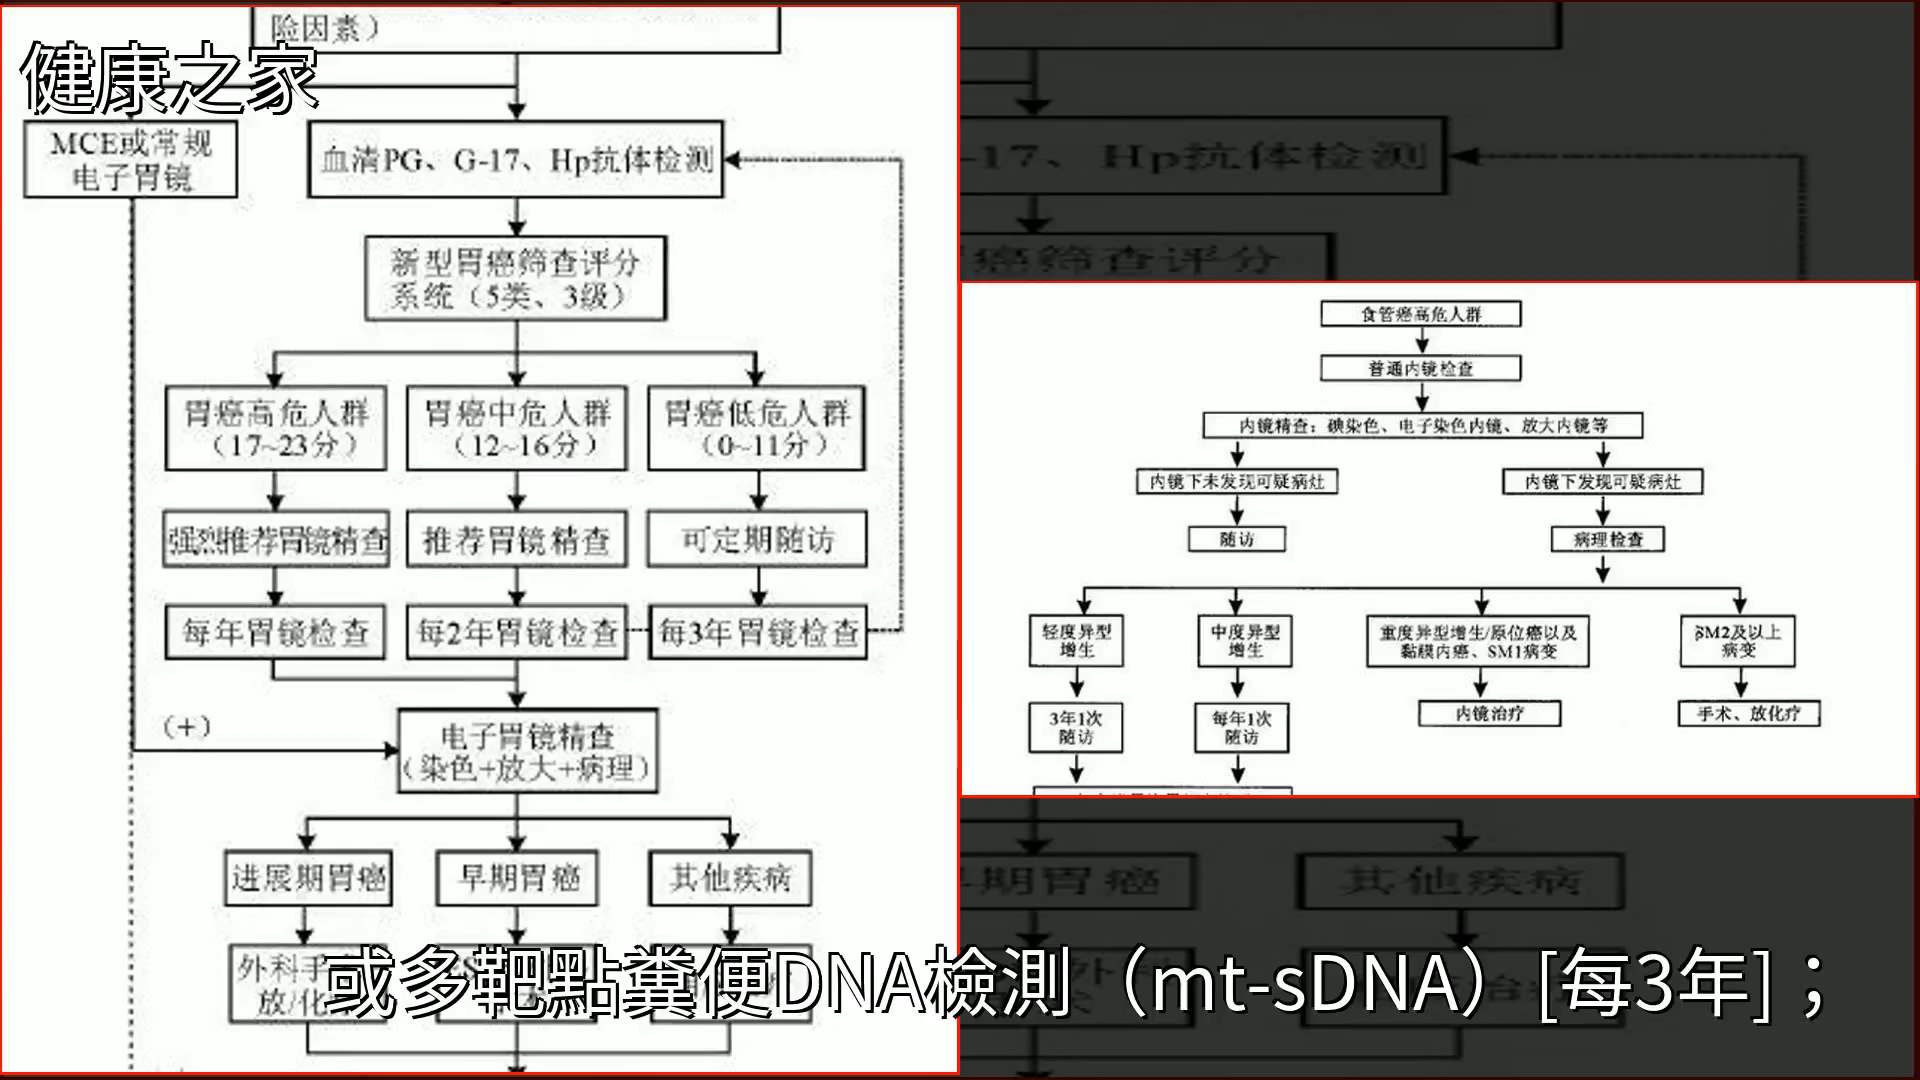 险因素）
健康之家
MCE或常规
电子胃镜
血清PG、G-17、Hp抗体检测
新型胃癌筛查评分
系统（5类、3级）
胃癌高危人群
（17~23分）
胃癌中危人群
（12~16分）
胃癌低危人群
（0~11分）
强烈推荐胃镜精查
推荐胃镜精查
可定期随访
每年胃镜检查
每2年胃镜检查
每3年胃镜检查
（+）
电子胃镜精查
（染色+放大+病理）
进展期胃癌
早期胃癌
其他疾病
外科手
放/化
-17、Hp抗体检测
癌筛查评分
食管癌高危人群
普通内镜检查
内镜精查：碘染色、电子染色内镜、放大内镜等
内镜下未发现可疑病灶
内镜下发现可疑病灶
随访
病理检查
轻度异型
增生
中度异型
增生
重度异型增生/原位癌以及
黏膜内癌、SM1病变
SM2及以上
病变
3年1次
随访
每年1次
随访
内镜治疗
手术、放化疗
期胃癌
其他疾病
或多靶點糞便DNA檢測（mt-sDNA）[每3年]；